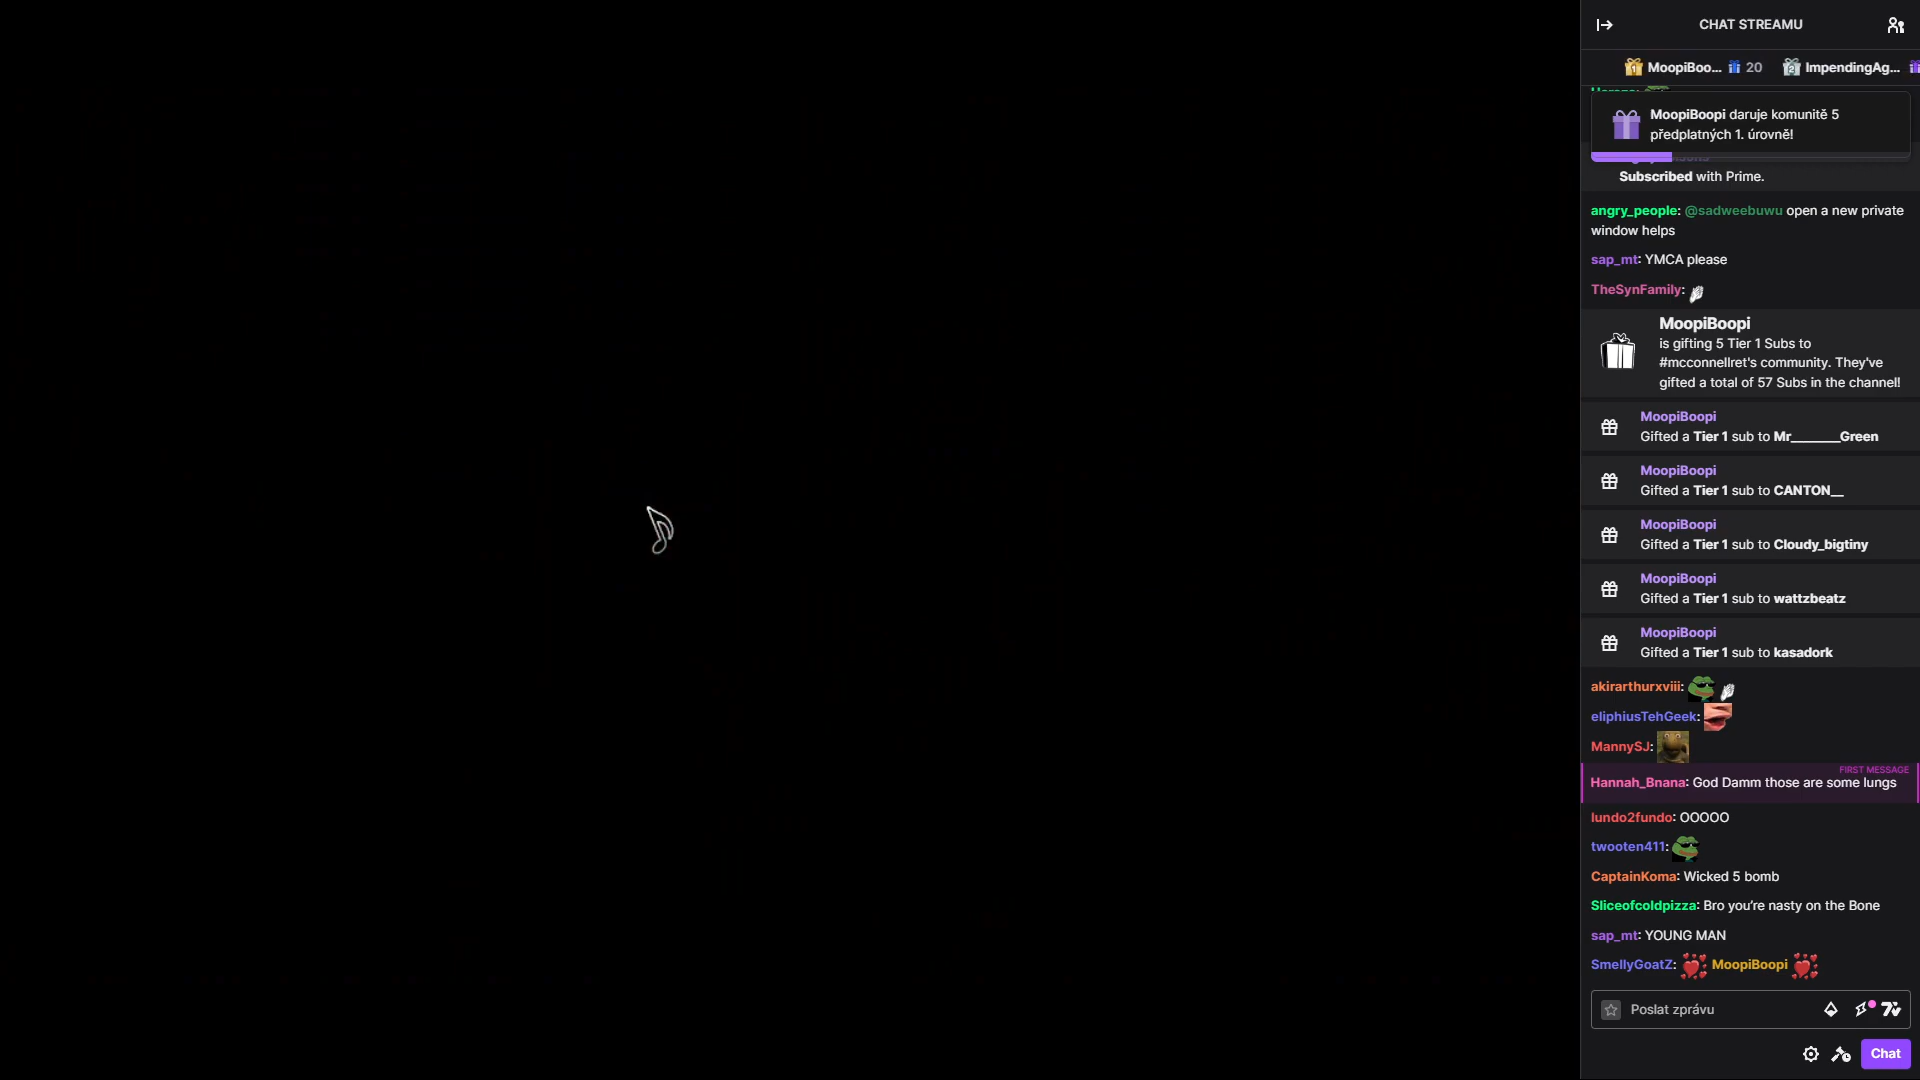 CHAT STREAMU
MoopiBoo... 20 ImpendingAg...
MoopiBoopi daruje komunitě 5
předplatných 1. úrovně!
Subscribed with Prime.
angry_people: @sadweebuwu open a new private
window helps
sap_mt: YMCA please
TheSynFamily:
MoopiBoopi
is gifting 5 Tier 1 Subs to
#mcconnellret's community. They've
gifted a total of 57 Subs in the channel!
MoopiBoopi
Gifted a Tier 1 sub to Mr________Green
MoopiBoopi
Gifted a Tier 1 sub to CANTON__
MoopiBoopi
Gifted a Tier 1 sub to Cloudy_bigtiny
MoopiBoopi
Gifted a Tier 1 sub to wattzbeatz
MoopiBoopi
Gifted a Tier 1 sub to kasadork
akirarthurxviii:
eliphiusTehGeek:
MannySJ:
FIRST MESSAGE
Hannah_Bnana: God Damm those are some lungs
lundo2fundo: OOOOO
twooten411:
CaptainKoma: Wicked 5 bomb
Sliceofcoldpizza: Bro you're nasty on the Bone
sap_mt: YOUNG MAN
SmellyGoatZ: MoopiBoopi
Poslat zprávu
Chat